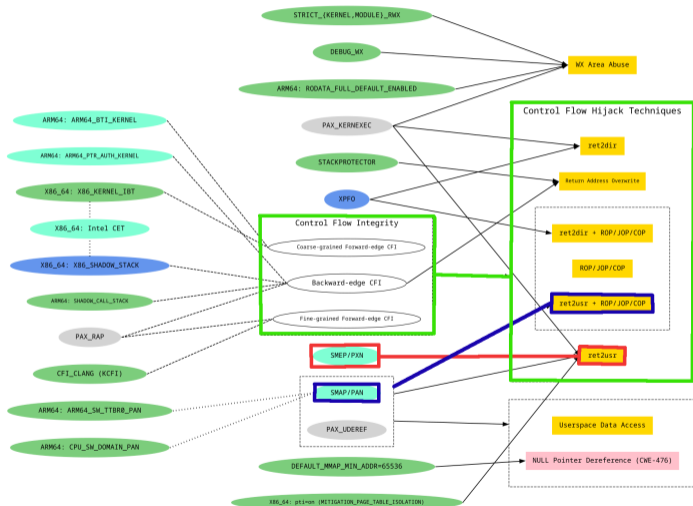 STRICT_{KERNEL,MODULE}_RWX
DEBUG_WX
WX Area Abuse
ARM64: RODATA_FULL_DEFAULT_ENABLED
Control Flow Hijack Techniques
ARM64: ARM64_BTI_KERNEL
PAX_KERNEXEC
ret2dir
ARM64: ARM64_PTR_AUTH_KERNEL
STACKPROTECTOR
Return Address Overwrite
X86_64: X86_KERNEL_IBT
XPFO
X86_64: Intel CET
Control Flow Integrity
ret2dir + ROP/JOP/COP
Coarse-grained Forward-edge CFI
X86_64: X86_SHADOW_STACK
ROP/JOP/COP
Backward-edge CFI
ARM64: SHADOW_CALL_STACK
ret2usr + ROP/JOP/COP
Fine-grained Forward-edge CFI
PAX_RAP
SMEP/PXN
ret2usr
CFI_CLANG (KCFI)
SMAP/PAN
ARM64: ARM64_SW_TTBR0_PAN
Userspace Data Access
PAX_UDEREF
ARM64: CPU_SW_DOMAIN_PAN
NULL Pointer Dereference (CWE-476)
DEFAULT_MMAP_MIN_ADDR=65536
X86_64: pti=on (MITIGATION_PAGE_TABLE_ISOLATION)